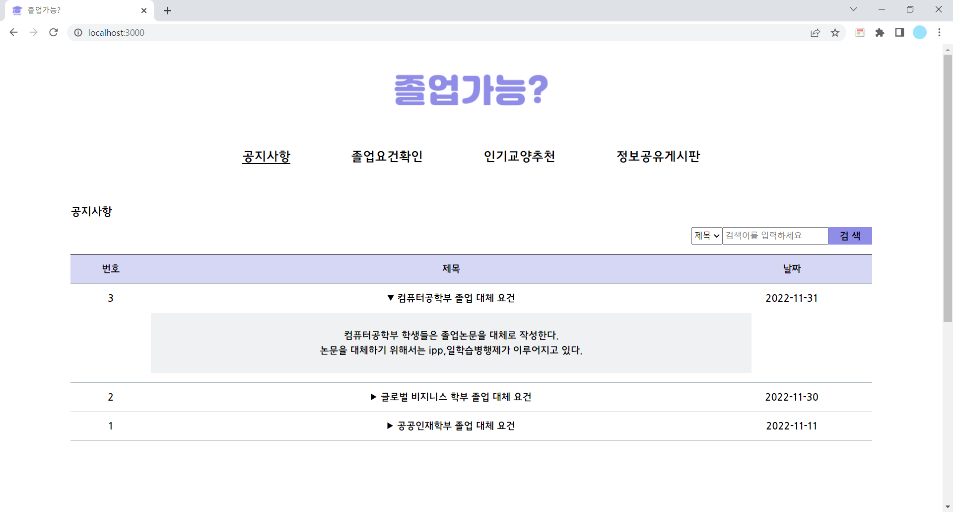 졸업가능?
localhost:3000
졸업가능?
공지사항 졸업요건확인 인기교양추천 정보공유게시판
공지사항
제목 검색어를 입력하세요 검 색
번호 제목 날짜
3 ▼ 컴퓨터공학부 졸업 대체 요건 2022-11-31
컴퓨터공학부 학생들은 졸업논문을 대체로 작성한다.
논문을 대체하기 위해서는 ipp,일학습병행제가 이루어지고 있다.
2 ▶ 글로벌 비지니스 학부 졸업 대체 요건 2022-11-30
1 ▶ 공공인재학부 졸업 대체 요건 2022-11-11